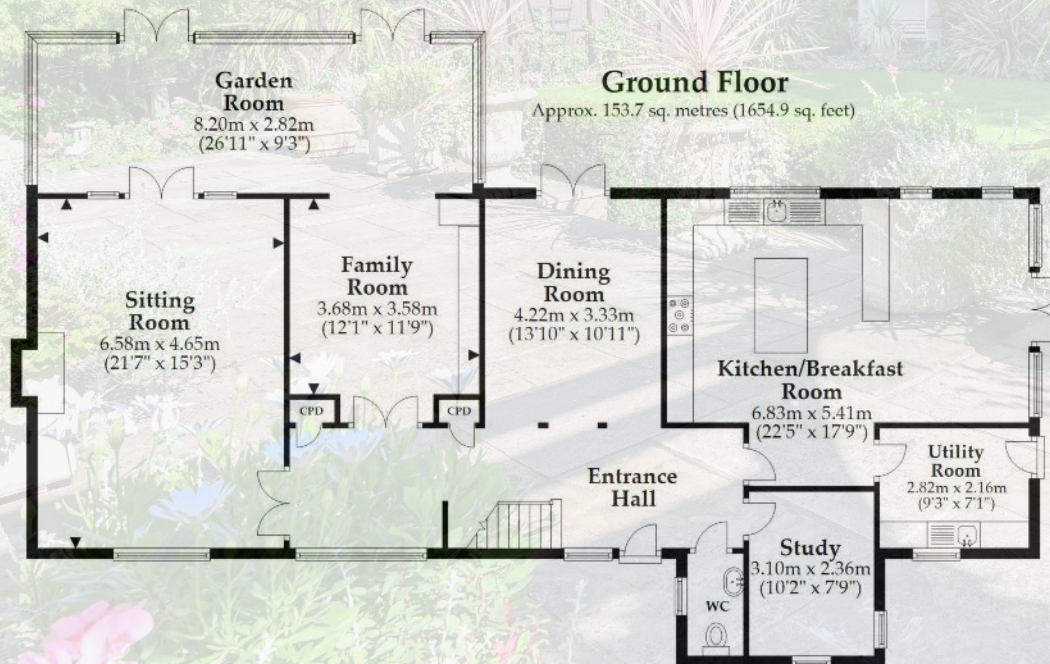 Ground Floor
Approx. 153.7 sq. metres (1654.9 sq. feet)
Garden
Room
8.20m x 2.82m
(26'11" x 9'3")
Sitting
Room
6.58m x 4.65m
(21'7" x 15'3")
Family
Room
3.68m x 3.58m
(12'1" x 11'9")
CPD
CPD
Dining
Room
4.22m x 3.33m
(13'10" x 10'11")
Kitchen/Breakfast
Room
6.83m x 5.41m
(22'5" x 17'9")
Utility
Room
2.82m x 2.16m
(9'3" x 7'1")
Entrance
Hall
Study
3.10m x 2.36m
(10'2" x 7'9")
WC